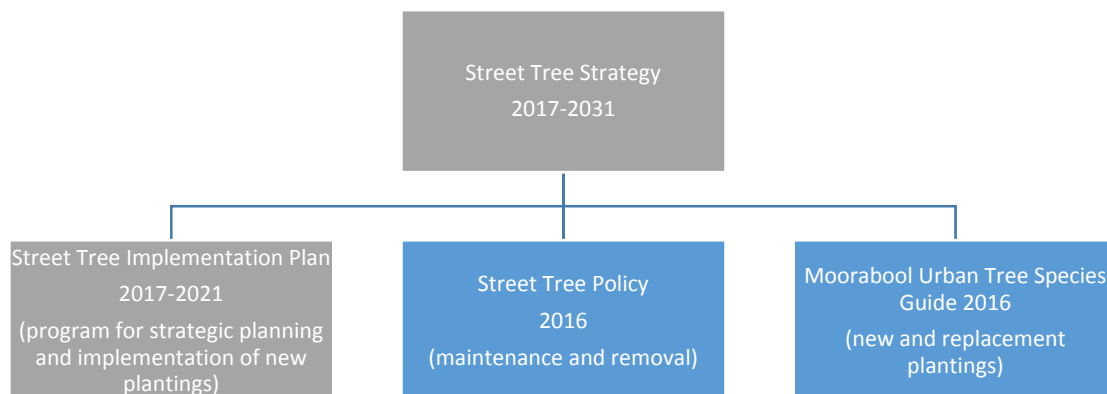 Street Tree Strategy
2017-2031
Street Tree Implementation Plan
2017-2021
(program for strategic planning
and implementation of new
plantings)
Street Tree Policy
2016
(maintenance and removal)
Moorabool Urban Tree Species
Guide 2016
(new and replacement
plantings)